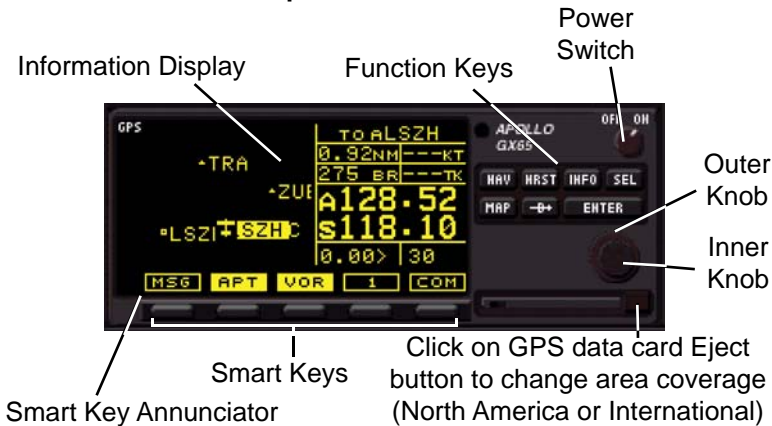 Power
Switch
Information Display
Function Keys
GPS
TO ALSZH
0.92NM ---KT
275 BR ---TK
A128.52
S118.10
0.00> 30
▵TRA
▵ZUE
LSZ SZH C
MSG APT VOR 1 COM
APOLLO
GX65
OFF ON
NAV NRST INFO SEL
MAP -D→ ENTER
Outer
Knob
Inner
Knob
Smart Keys
Smart Key Annunciator
Click on GPS data card Eject
button to change area coverage
(North America or International)